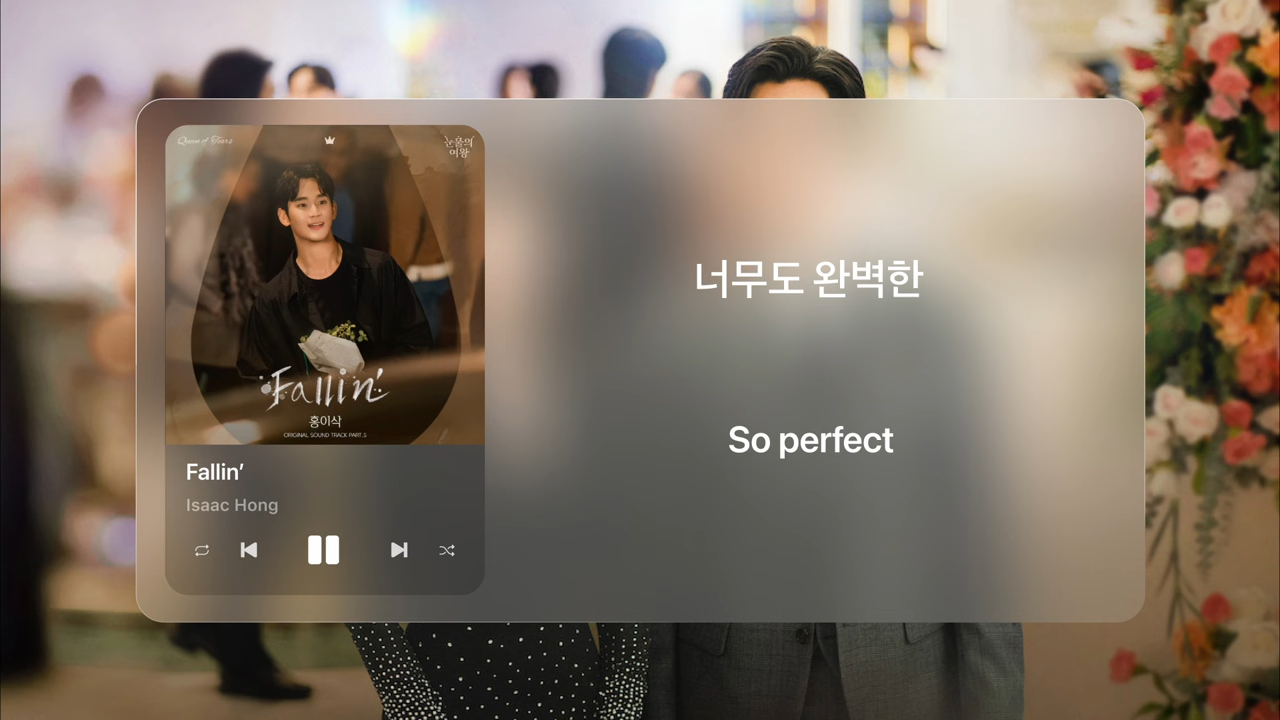 Queen of Tears
눈물의
여왕
Fallin'
홍이삭
ORIGINAL SOUND TRACK PART.5
Fallin'
Isaac Hong
너무도 완벽한
So perfect